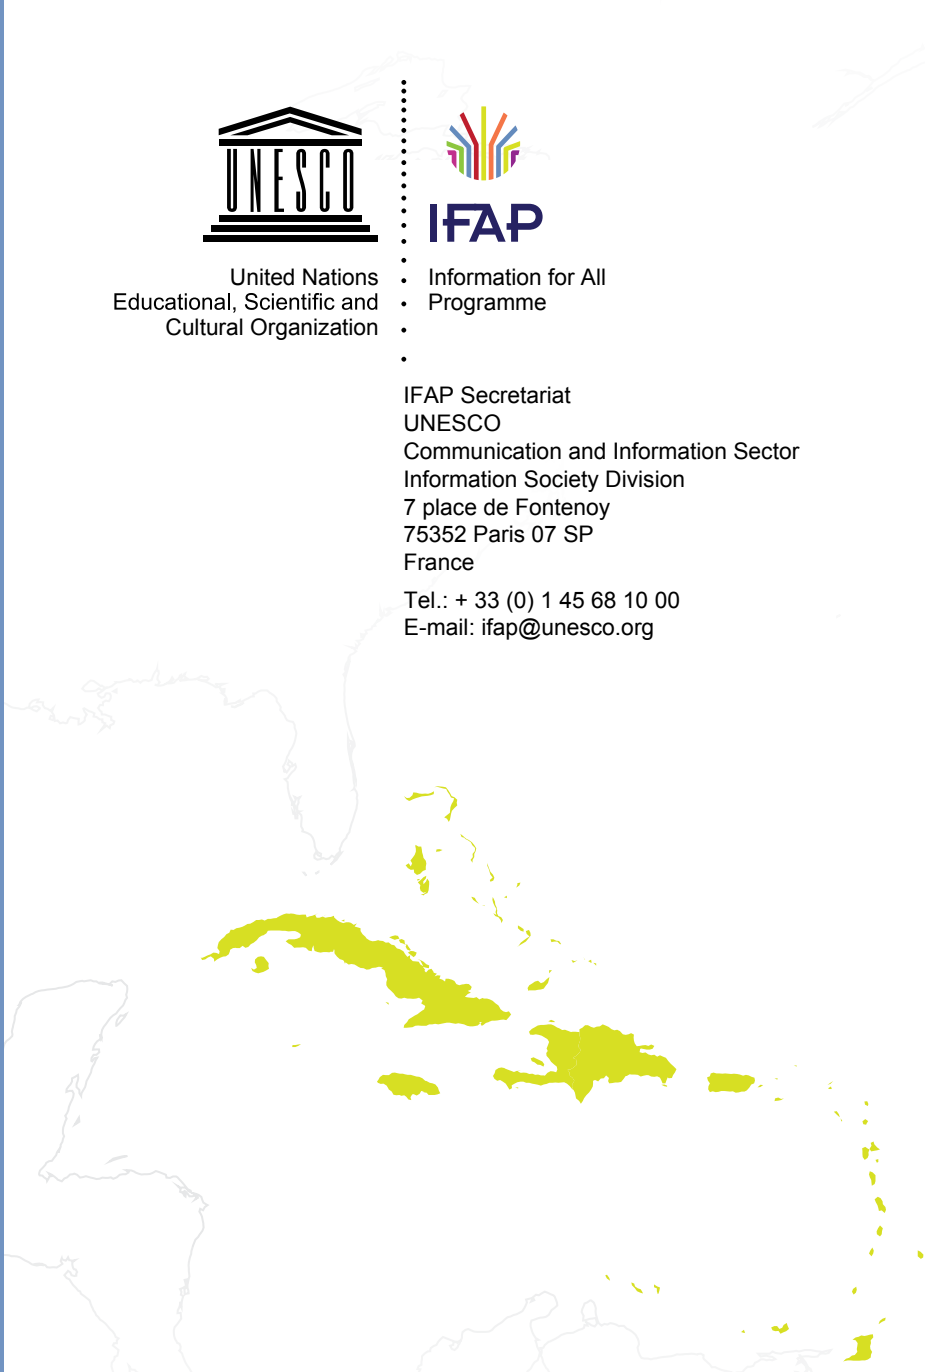 UNESCO
United Nations
Educational, Scientific and
Cultural Organization
IFAP
Information for All
Programme
IFAP Secretariat
UNESCO
Communication and Information Sector
Information Society Division
7 place de Fontenoy
75352 Paris 07 SP
France
Tel.: + 33 (0) 1 45 68 10 00
E-mail: ifap@unesco.org